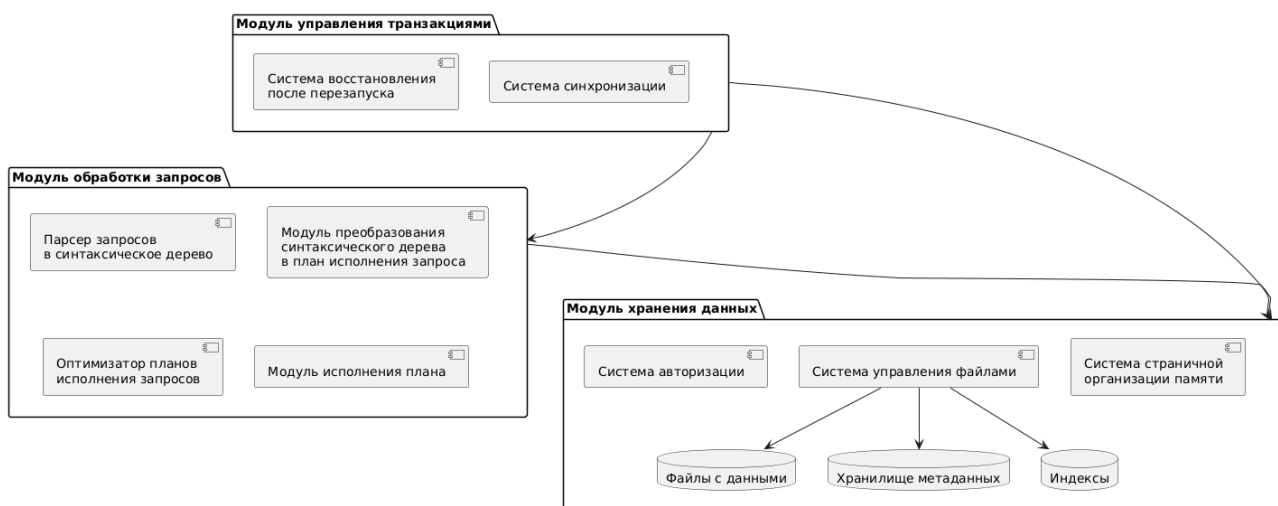 Модуль управления транзакциями
Система восстановления
после перезапуска
Система синхронизации
Модуль обработки запросов
Парсер запросов
в синтаксическое дерево
Модуль преобразования
синтаксического дерева
в план исполнения запроса
Оптимизатор планов
исполнения запросов
Модуль исполнения плана
Модуль хранения данных
Система авторизации
Система управления файлами
Система страничной
организации памяти
Файлы с данными
Хранилище метаданных
Индексы